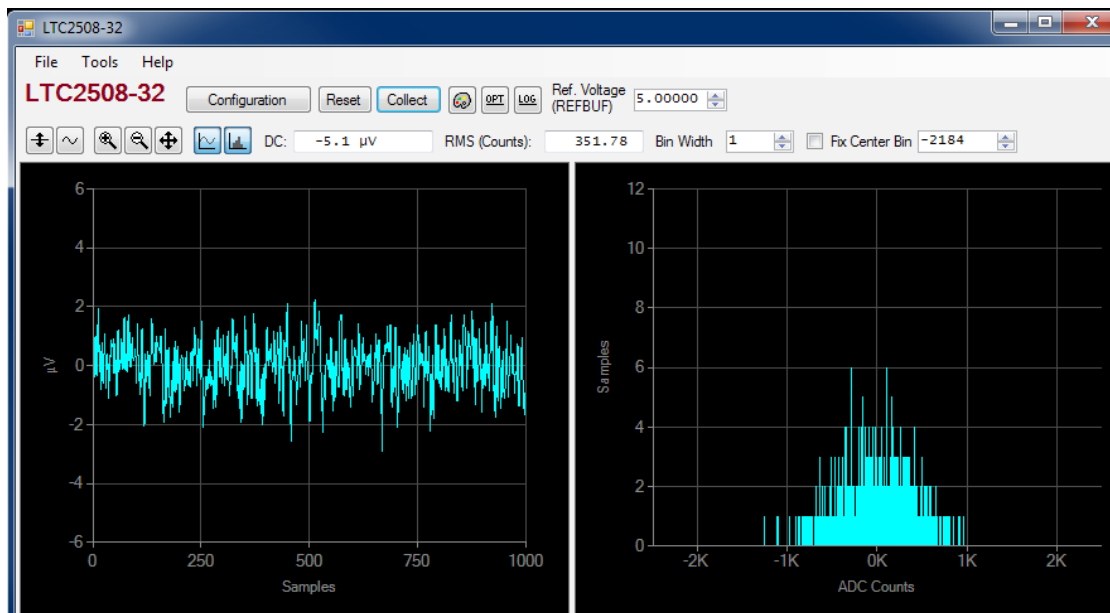 LTC2508-32
File Tools Help
LTC2508-32 Configuration Reset Collect OPT LOG Ref. Voltage (REFBUF) 5.00000
DC: -5.1 µV RMS (Counts): 351.78 Bin Width 1 Fix Center Bin -2184
6
4
2
0
-2
-4
-6
µV
0 250 500 750 1000
Samples
12
10
8
6
4
2
0
Samples
-2K -1K 0K 1K 2K
ADC Counts